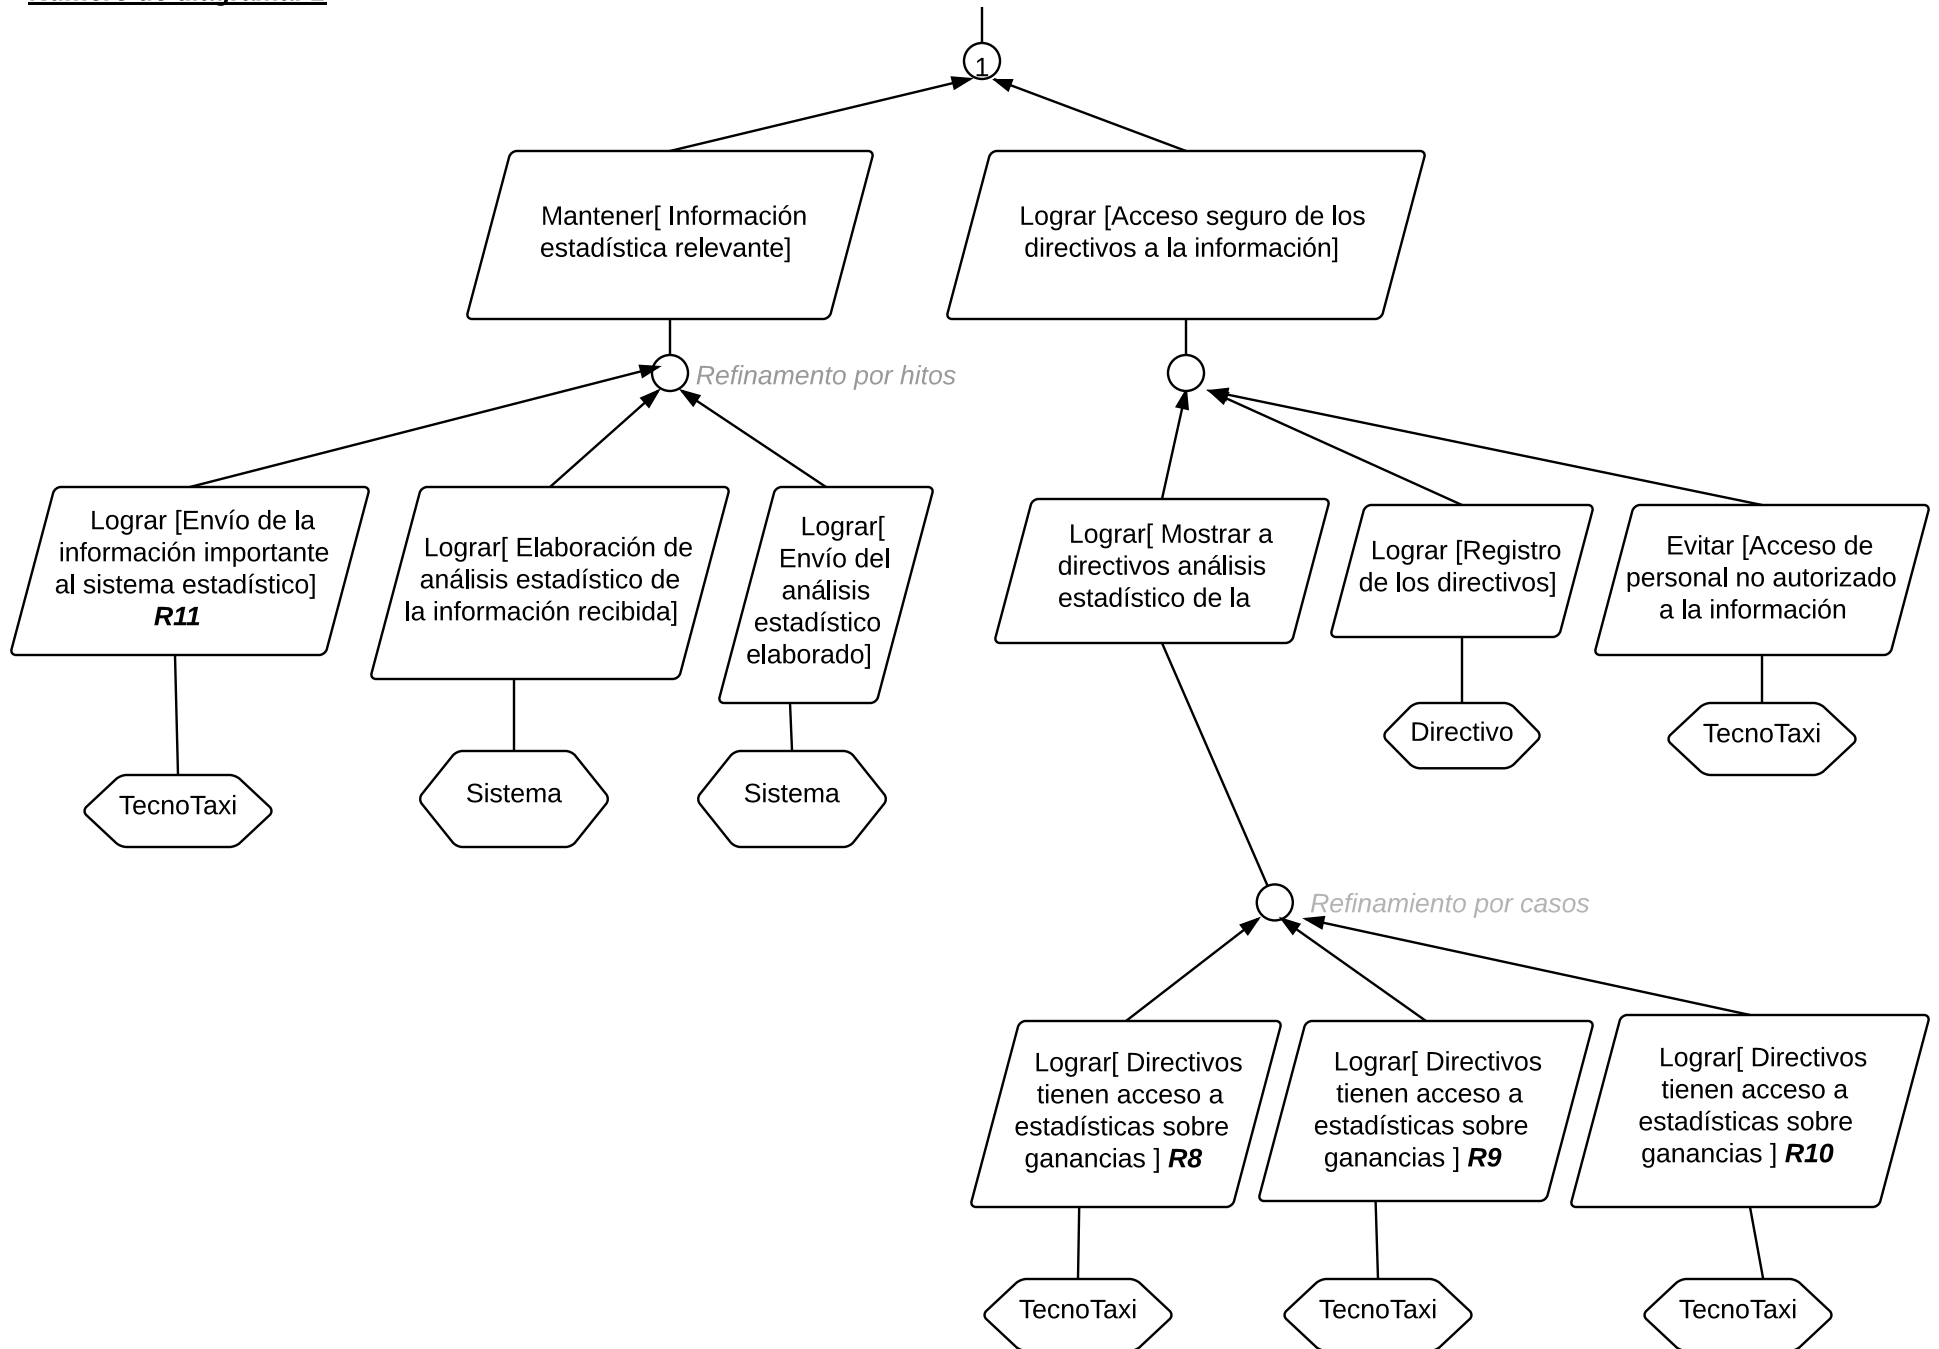 1
Mantener[ Información
estadística relevante]
Lograr [Acceso seguro de los
directivos a la información]
Refinamento por hitos
Lograr [Envío de la
información importante
al sistema estadístico]
R11
Lograr[ Elaboración de
análisis estadístico de
la información recibida]
Lograr[
Envío del
análisis
estadístico
elaborado]
Lograr[ Mostrar a
directivos análisis
estadístico de la
Lograr [Registro
de los directivos]
Evitar [Acceso de
personal no autorizado
a la información
TecnoTaxi
Sistema
Sistema
Directivo
TecnoTaxi
Refinamiento por casos
Lograr[ Directivos
tienen acceso a
estadísticas sobre
ganancias ] R8
Lograr[ Directivos
tienen acceso a
estadísticas sobre
ganancias ] R9
Lograr[ Directivos
tienen acceso a
estadísticas sobre
ganancias ] R10
TecnoTaxi
TecnoTaxi
TecnoTaxi